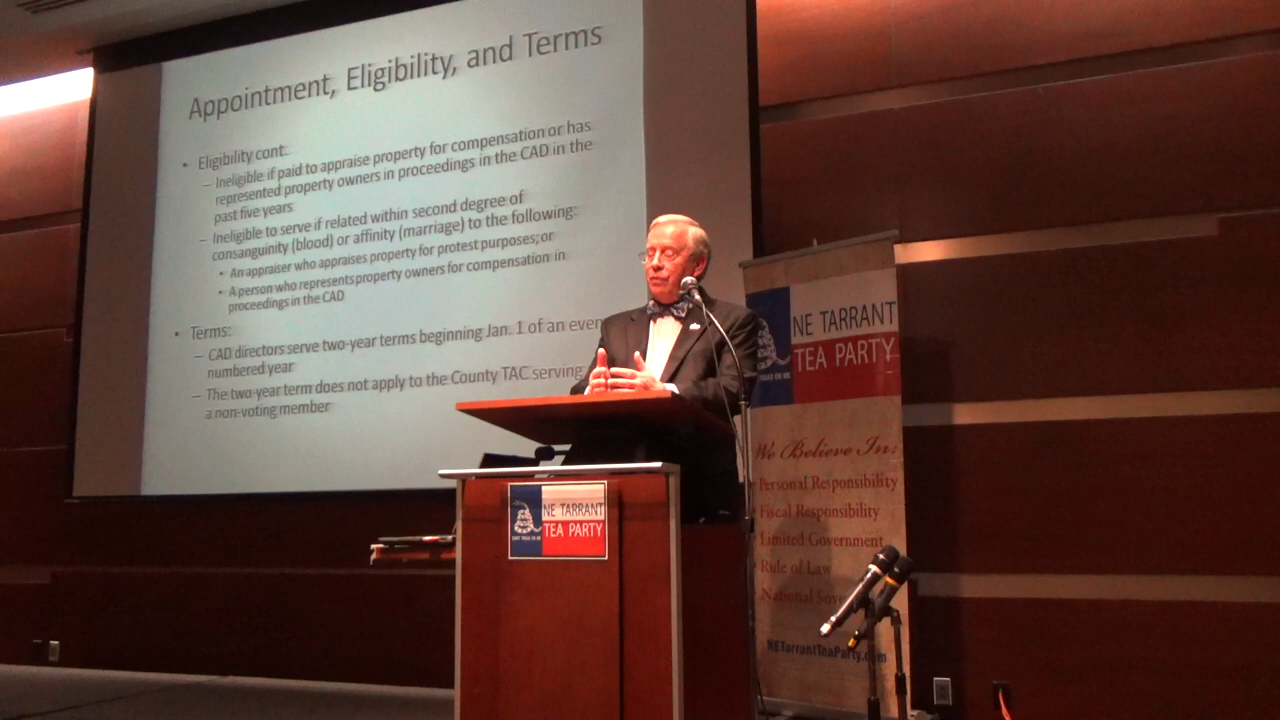 Appointment, Eligibility, and Terms
• Eligibility cont.
– Ineligible if paid to appraise property for compensation or has
represented property owners in proceedings in the CAD in the
past five years
– Ineligible to serve if related within second degree of
consanguinity (blood) or affinity (marriage) to the following:
• An appraiser who appraises property for protest purposes; or
• A person who represents property owners for compensation in
proceedings in the CAD
• Terms:
– CAD directors serve two-year terms beginning Jan. 1 of an even
numbered year
– The two-year term does not apply to the County TAC serving
a non-voting member
NE TARRANT
TEA PARTY
We Believe In:
Personal Responsibility
Fiscal Responsibility
Limited Government
Rule of Law
National
NETarrantTeaParty.com
NE TARRANT
TEA PARTY
DONT TREAD ON ME